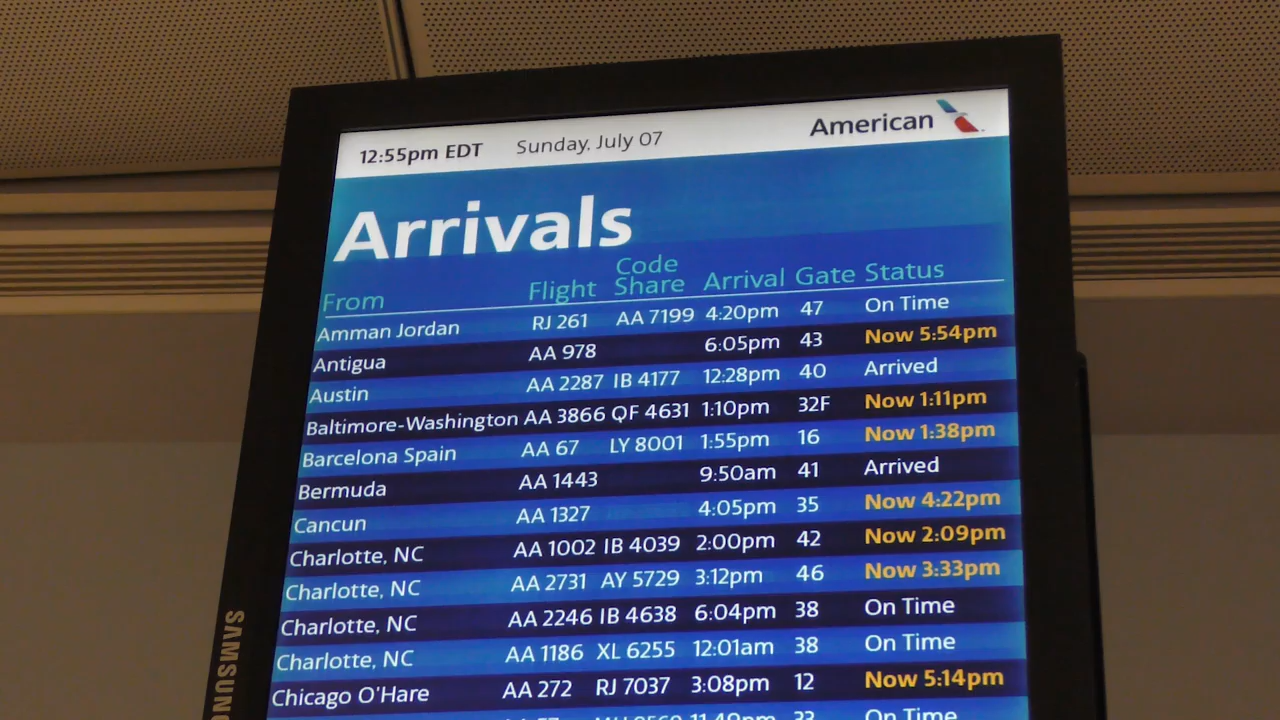 12:55pm EDT Sunday, July 07 American
Arrivals
From Flight Code Share Arrival Gate Status
Amman Jordan RJ 261 AA 7199 4:20pm 47 On Time
Antigua AA 978 6:05pm 43 Now 5:54pm
Austin AA 2287 IB 4177 12:28pm 40 Arrived
Baltimore-Washington AA 3866 QF 4631 1:10pm 32F Now 1:11pm
Barcelona Spain AA 67 LY 8001 1:55pm 16 Now 1:38pm
Bermuda AA 1443 9:50am 41 Arrived
Cancun AA 1327 4:05pm 35 Now 4:22pm
Charlotte, NC AA 1002 IB 4039 2:00pm 42 Now 2:09pm
Charlotte, NC AA 2731 AY 5729 3:12pm 46 Now 3:33pm
Charlotte, NC AA 2246 IB 4638 6:04pm 38 On Time
Charlotte, NC AA 1186 XL 6255 12:01am 38 On Time
Chicago O'Hare AA 272 RJ 7037 3:08pm 12 Now 5:14pm
11:49pm On Time
SAMSUNG